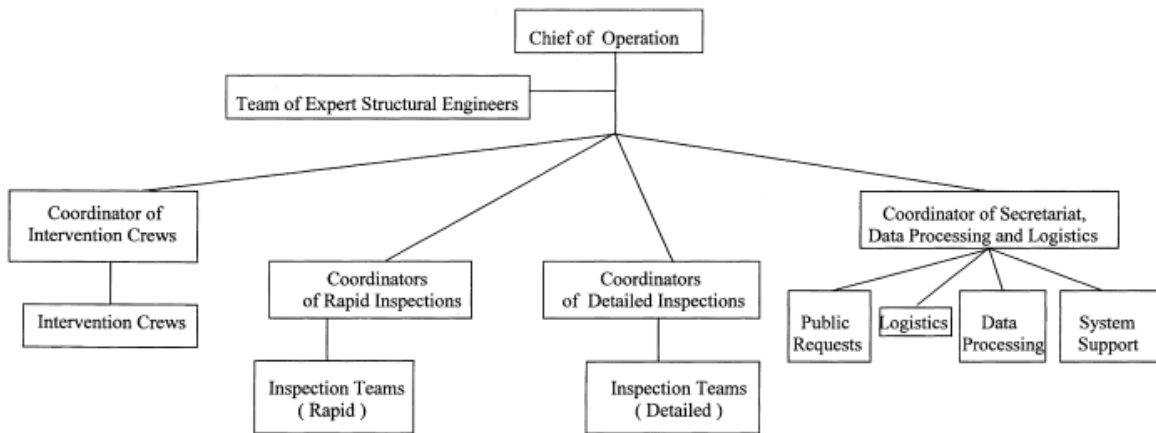 Chief of Operation
Team of Expert Structural Engineers
Coordinator of
Intervention Crews
Intervention Crews
Coordinators
of Rapid Inspections
Inspection Teams
( Rapid )
Coordinators
of Detailed Inspections
Inspection Teams
( Detailed )
Coordinator of Secretariat,
Data Processing and Logistics
Public
Requests
Logistics
Data
Processing
System
Support